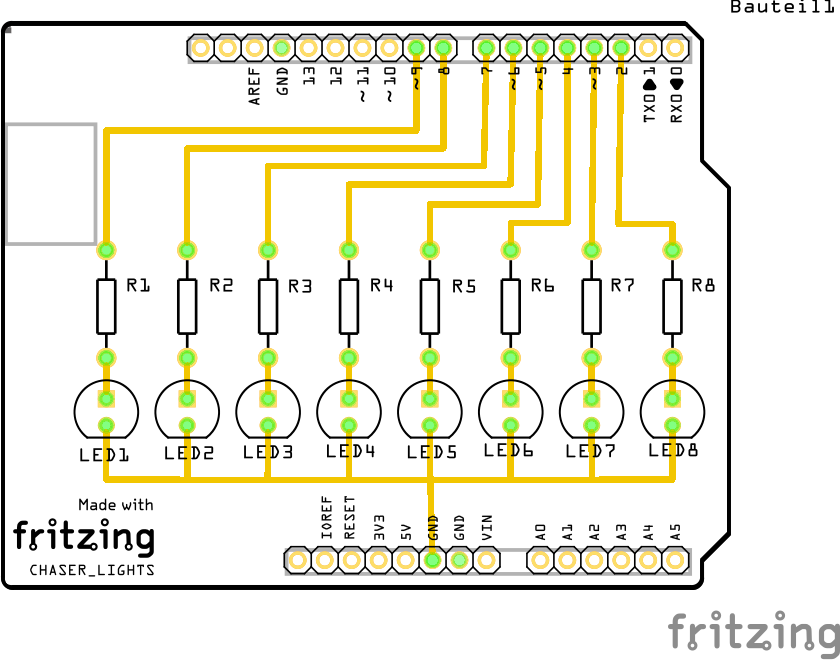 Bauteil1
AREF GND 13 12 ~11 ~10 ~9 8 7 ~6 ~5 4 ~3 2 TX0▶1 RX0◀0
R1 R2 R3 R4 R5 R6 R7 R8
LED1 LED2 LED3 LED4 LED5 LED6 LED7 LED8
IOREF RESET 3V3 5V GND GND VIN A0 A1 A2 A3 A4 A5
Made with
fritzing
CHASER_LIGHTS
fritzing